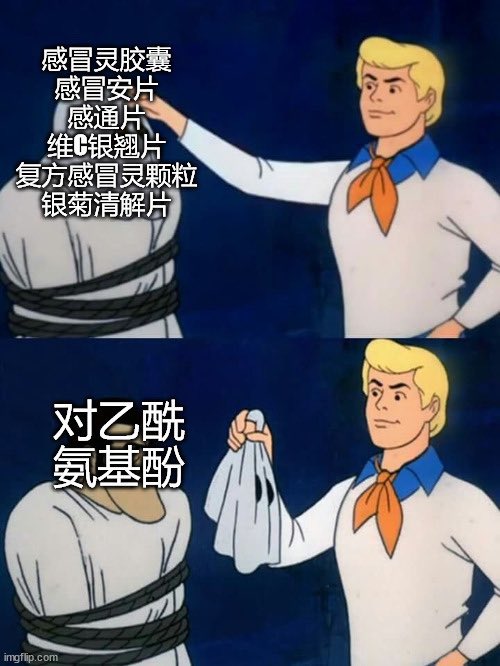 感冒灵胶囊
感冒安片
感通片
维C银翘片
复方感冒灵颗粒
银菊清解片
对乙酰
氨基酚
imgflip.com